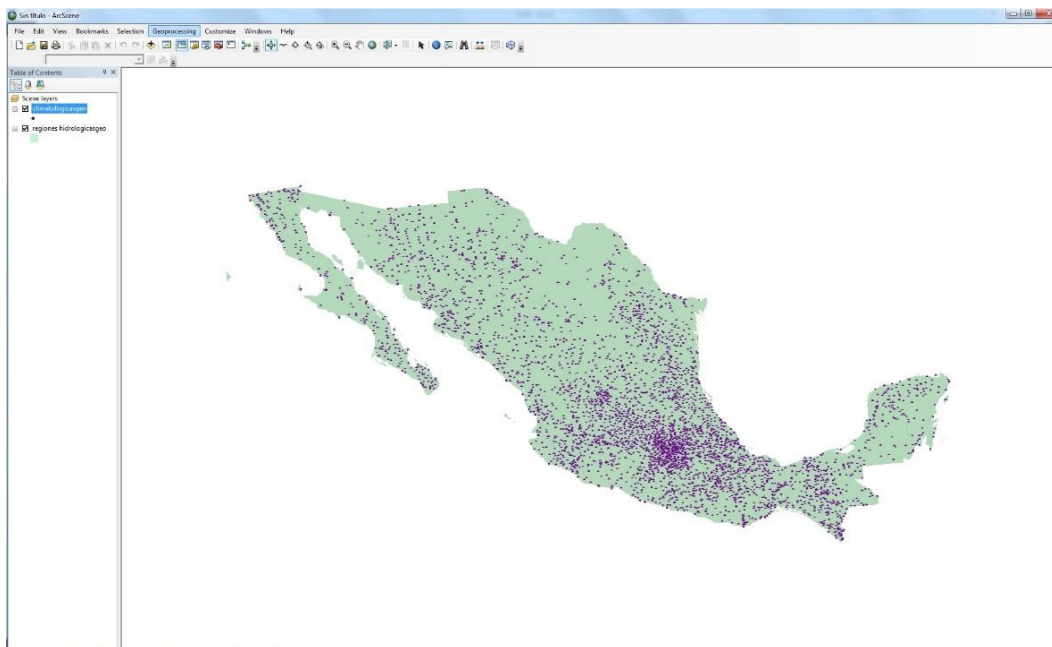 Sin título - ArcScene
File Edit View Bookmarks Selection Geoprocessing Customize Windows Help
Table of Contents
Scene layers
climatologicasgeo
regiones hidrologicasgeo